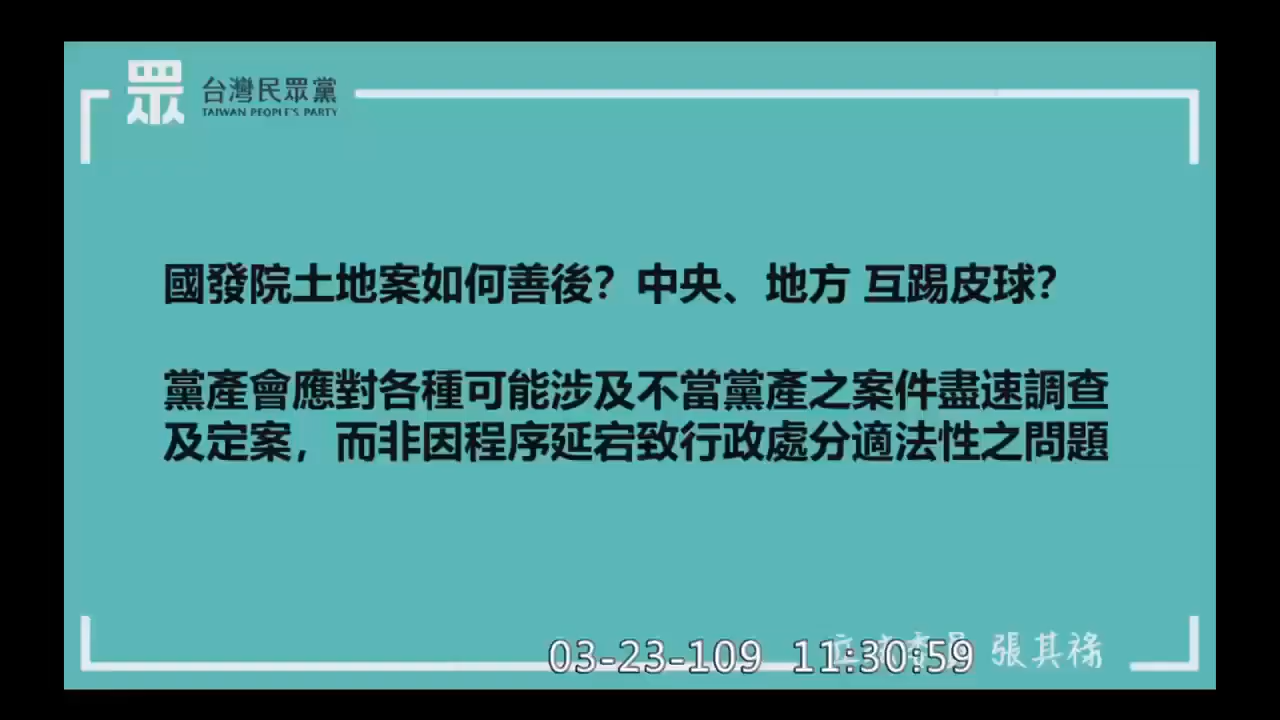 眾
台灣民眾黨
TAIWAN PEOPLE'S PARTY
國發院土地案如何善後？中央、地方 互踢皮球？
黨產會應對各種可能涉及不當黨產之案件盡速調查
及定案，而非因程序延宕致行政處分適法性之問題
張其祿
03-23-109 11:30:59